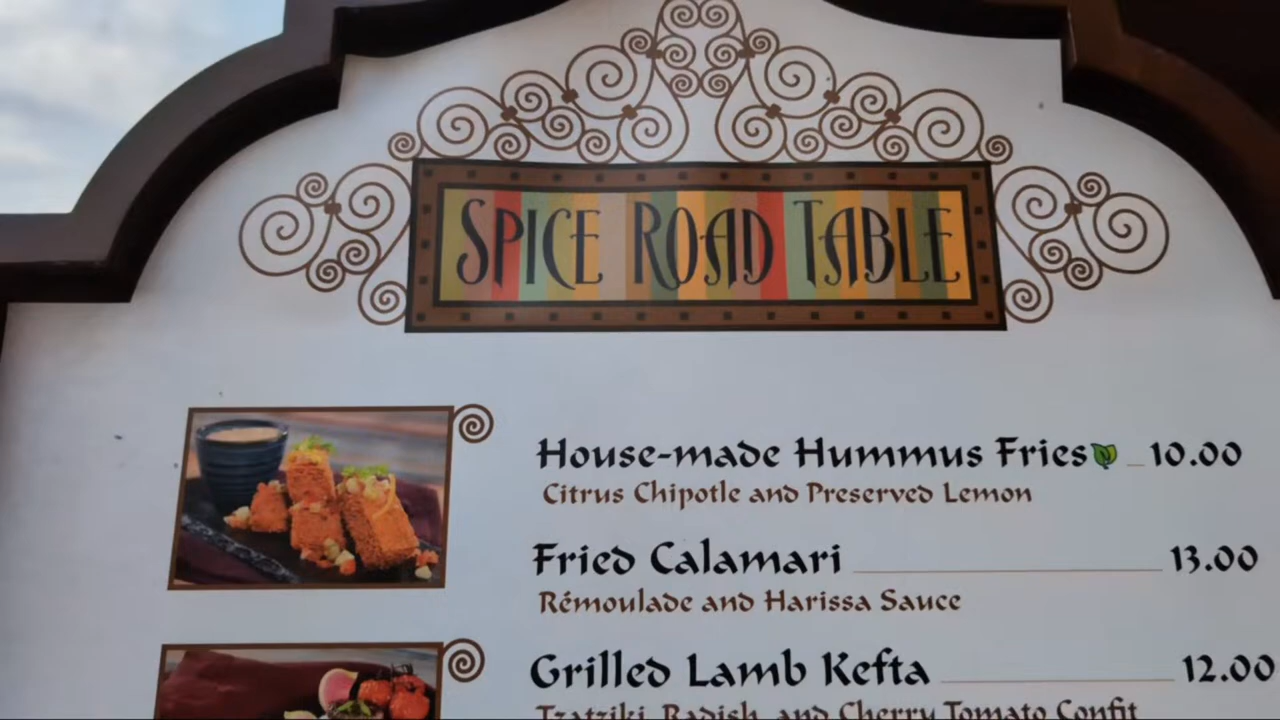 SPICE ROAD TABLE
House-made Hummus Fries 10.00
Citrus Chipotle and Preserved Lemon
Fried Calamari 13.00
Rémoulade and Harissa Sauce
Grilled Lamb Kefta 12.00
Tzatziki, Radish, and Cherry Tomato Confit